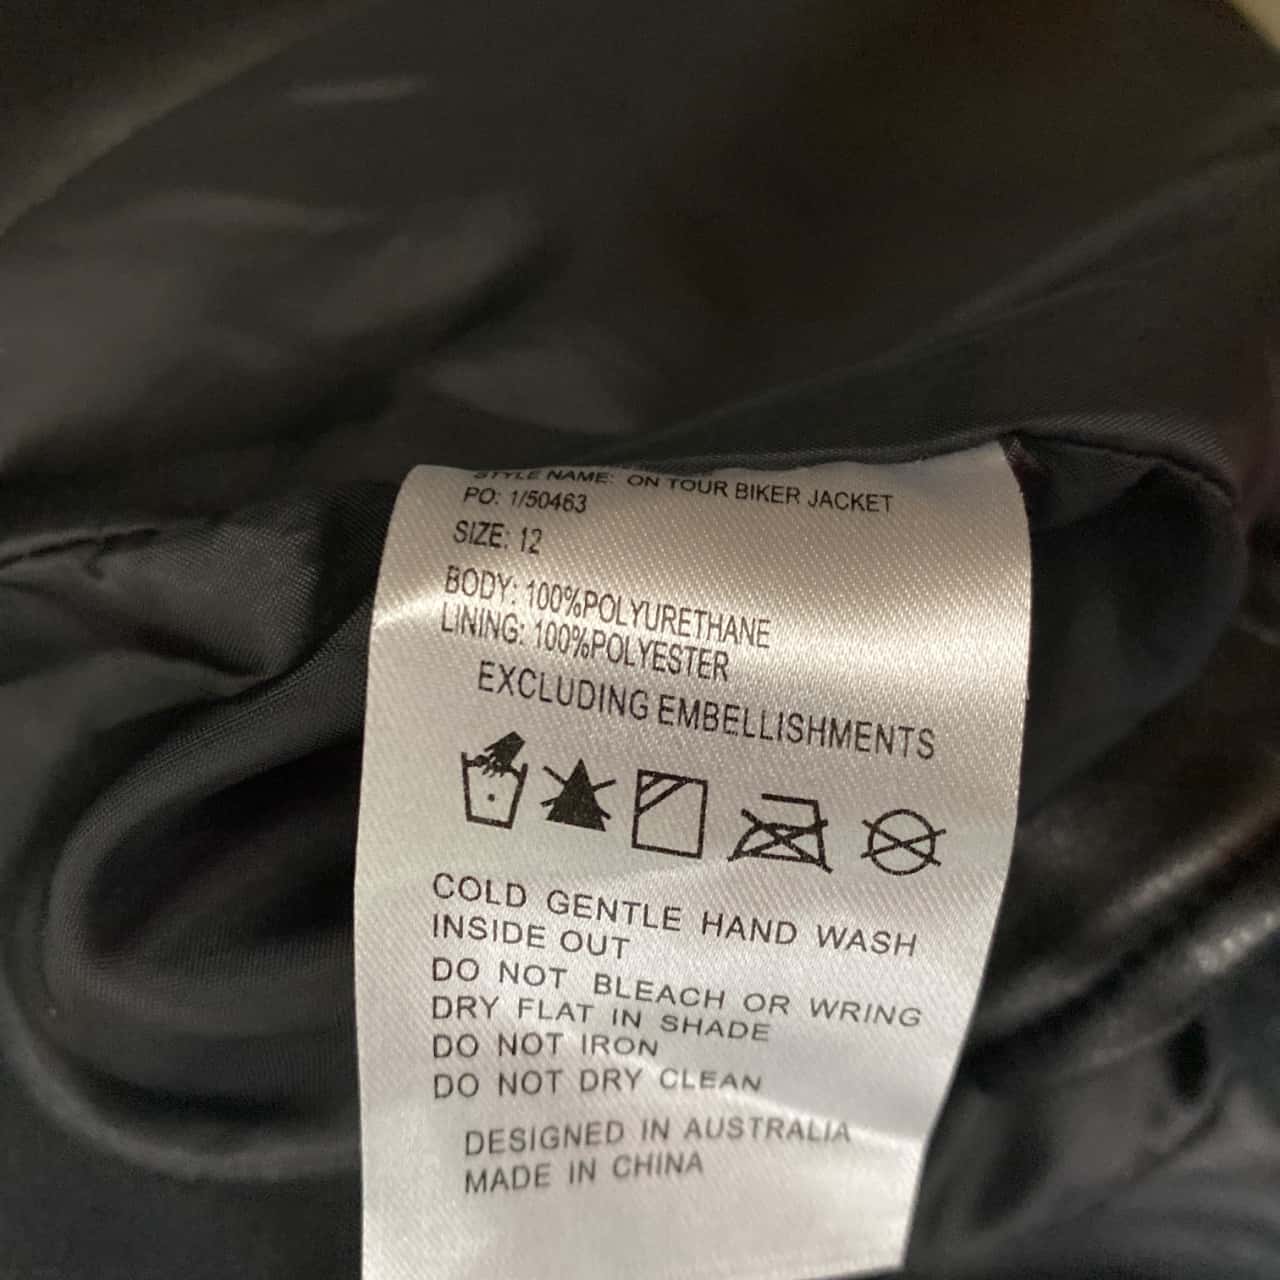 STYLE NAME: ON TOUR BIKER JACKET
PO: 1/50463
SIZE: 12
BODY: 100%POLYURETHANE
LINING: 100%POLYESTER
EXCLUDING EMBELLISHMENTS
COLD GENTLE HAND WASH
INSIDE OUT
DO NOT BLEACH OR WRING
DRY FLAT IN SHADE
DO NOT IRON
DO NOT DRY CLEAN
DESIGNED IN AUSTRALIA
MADE IN CHINA